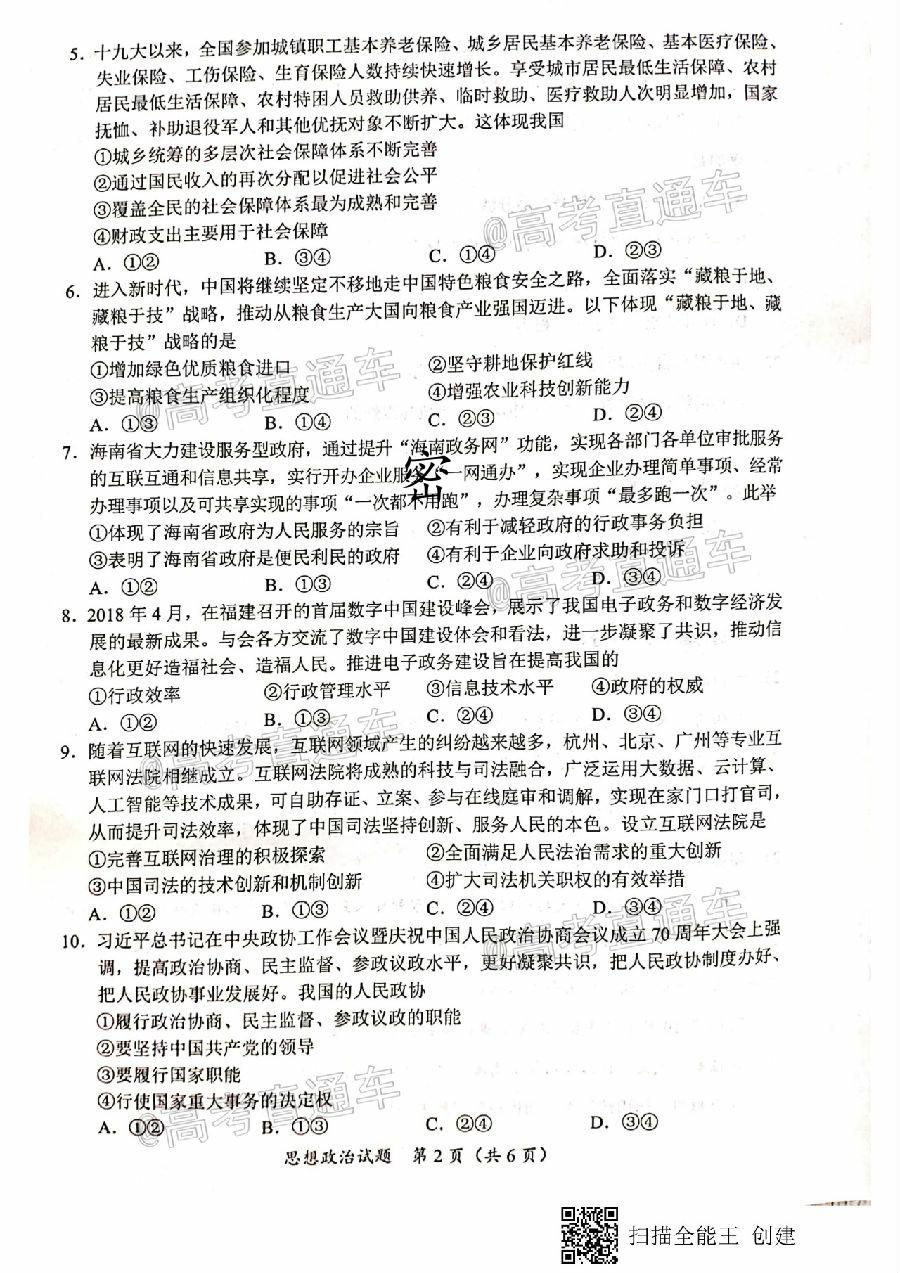 5. 十九大以来，全国参加城镇职工基本养老保险、城乡居民基本养老保险、基本医疗保险、
失业保险、工伤保险、生育保险人数持续快速增长。享受城市居民最低生活保障、农村
居民最低生活保障、农村特困人员救助供养、临时救助、医疗救助人次明显增加，国家
抚恤、补助退役军人和其他优抚对象不断扩大。这体现我国
①城乡统筹的多层次社会保障体系不断完善
②通过国民收入的再次分配以促进社会公平
③覆盖全民的社会保障体系最为成熟和完善
④财政支出主要用于社会保障
A. ①② B. ③④ C. ①④ D. ②③
6. 进入新时代，中国将继续坚定不移地走中国特色粮食安全之路，全面落实“藏粮于地、
藏粮于技”战略，推动从粮食生产大国向粮食产业强国迈进。以下体现“藏粮于地、藏
粮于技”战略的是
①增加绿色优质粮食进口 ②坚守耕地保护红线
③提高粮食生产组织化程度 ④增强农业科技创新能力
A. ①③ B. ①④ C. ②③ D. ②④
7. 海南省大力建设服务型政府，通过提升“海南政务网”功能，实现各部门各单位审批服务
的互联互通和信息共享，实行开办企业服务“一网通办”，实现企业办理简单事项、经常
办理事项以及可共享实现的事项“一次都不用跑”，办理复杂事项“最多跑一次”。此举
①体现了海南省政府为人民服务的宗旨 ②有利于减轻政府的行政事务负担
③表明了海南省政府是便民利民的政府 ④有利于企业向政府求助和投诉
A. ①② B. ①③ C. ②④ D. ③④
8. 2018 年 4 月，在福建召开的首届数字中国建设峰会，展示了我国电子政务和数字经济发
展的最新成果。与会各方交流了数字中国建设体会和看法，进一步凝聚了共识，推动信
息化更好造福社会、造福人民。推进电子政务建设旨在提高我国的
①行政效率 ②行政管理水平 ③信息技术水平 ④政府的权威
A. ①② B. ①③ C. ②④ D. ③④
9. 随着互联网的快速发展，互联网领域产生的纠纷越来越多，杭州、北京、广州等专业互
联网法院相继成立。互联网法院将成熟的科技与司法融合，广泛运用大数据、云计算、
人工智能等技术成果，可自助存证、立案、参与在线庭审和调解，实现在家门口打官司，
从而提升司法效率，体现了中国司法坚持创新、服务人民的本色。设立互联网法院是
①完善互联网治理的积极探索 ②全面满足人民法治需求的重大创新
③中国司法的技术创新和机制创新 ④扩大司法机关职权的有效举措
A. ①② B. ①③ C. ②④ D. ③④
10. 习近平总书记在中央政协工作会议暨庆祝中国人民政治协商会议成立 70 周年大会上强
调，提高政治协商、民主监督、参政议政水平，更好凝聚共识，把人民政协制度办好、
把人民政协事业发展好。我国的人民政协
①履行政治协商、民主监督、参政议政的职能
②要坚持中国共产党的领导
③要履行国家职能
④行使国家重大事务的决定权
A. ①② B. ①③ C. ②④ D. ③④
思想政治试题 第 2 页（共 6 页）
密
@高考直通车
@高考直通车
@高考直通车
@高考直通车
@高考直通车
@高考直通车
扫描全能王 创建